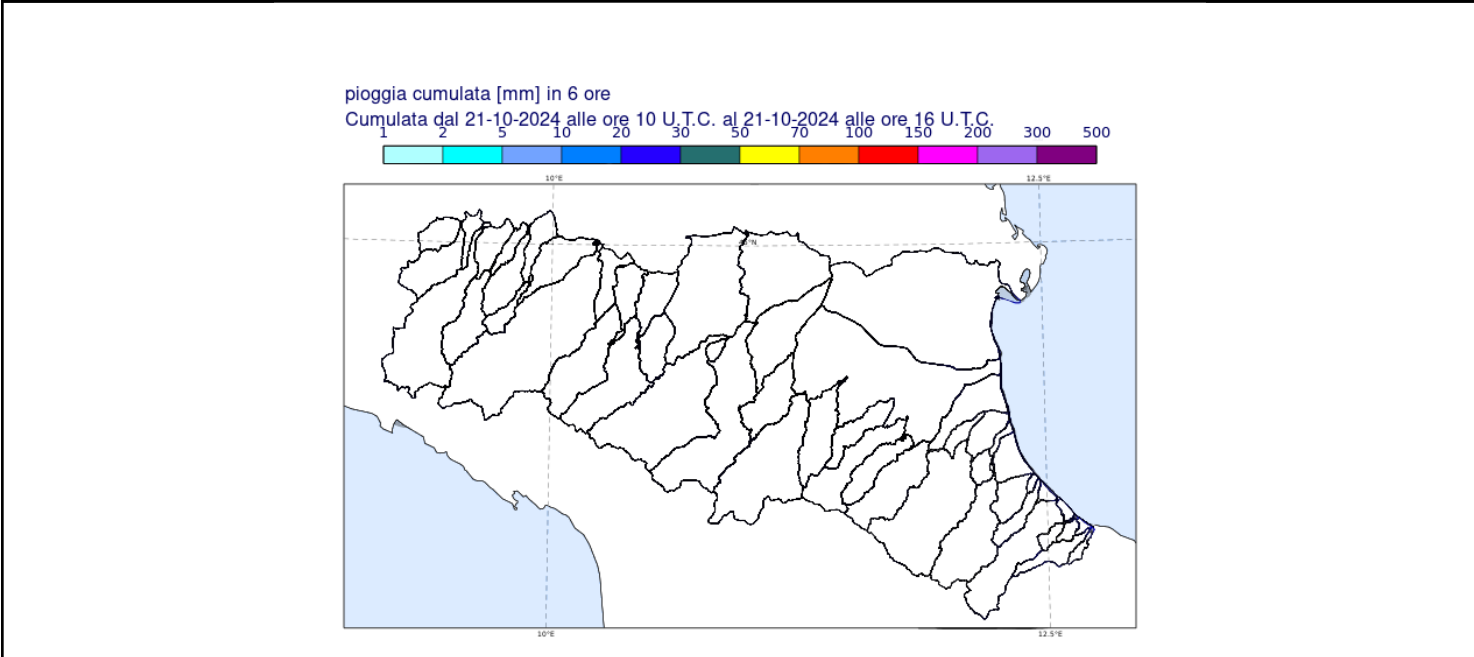 pioggia cumulata [mm] in 6 ore
Cumulata dal 21-10-2024 alle ore 10 U.T.C. al 21-10-2024 alle ore 16 U.T.C.
1 2 5 10 20 30 50 70 100 150 200 300 500
10°E 12.5°E
10°E 12.5°E